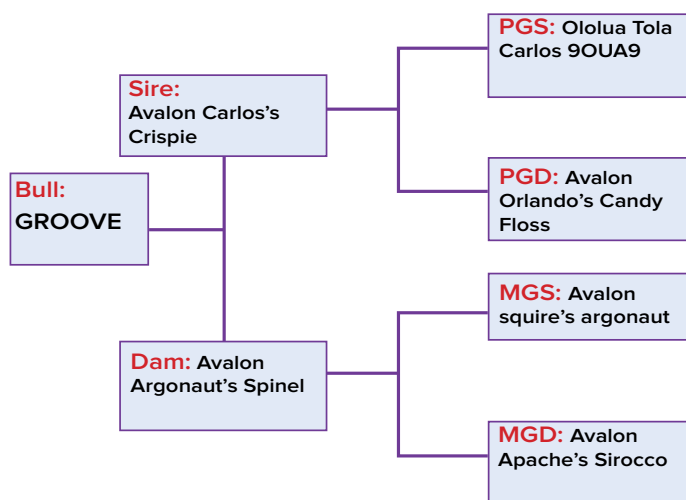 PGS: Ololua Tola
Carlos 9OUA9
Sire:
Avalon Carlos's
Crispie
PGD: Avalon
Orlando's Candy
Floss
Bull:
GROOVE
MGS: Avalon
squire's argonaut
Dam: Avalon
Argonaut's Spinel
MGD: Avalon
Apache's Sirocco